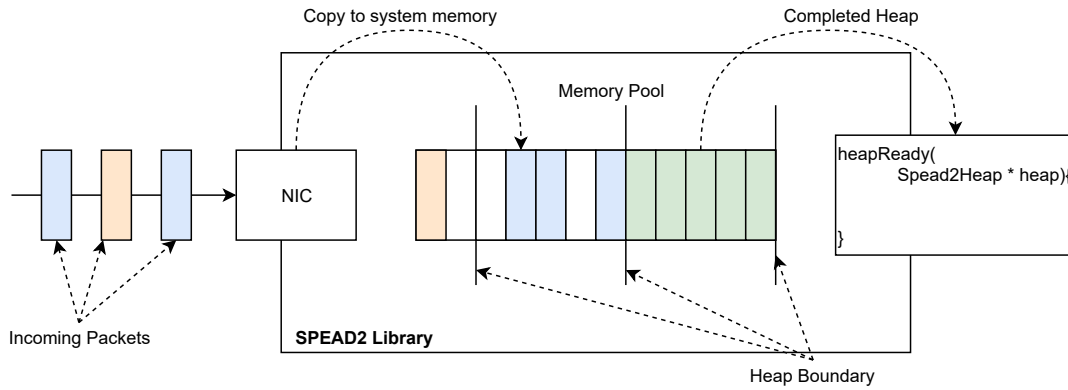 Copy to system memory
Completed Heap
Memory Pool
heapReady(
Spead2Heap * heap){
NIC
}
Incoming Packets
SPEAD2 Library
Heap Boundary